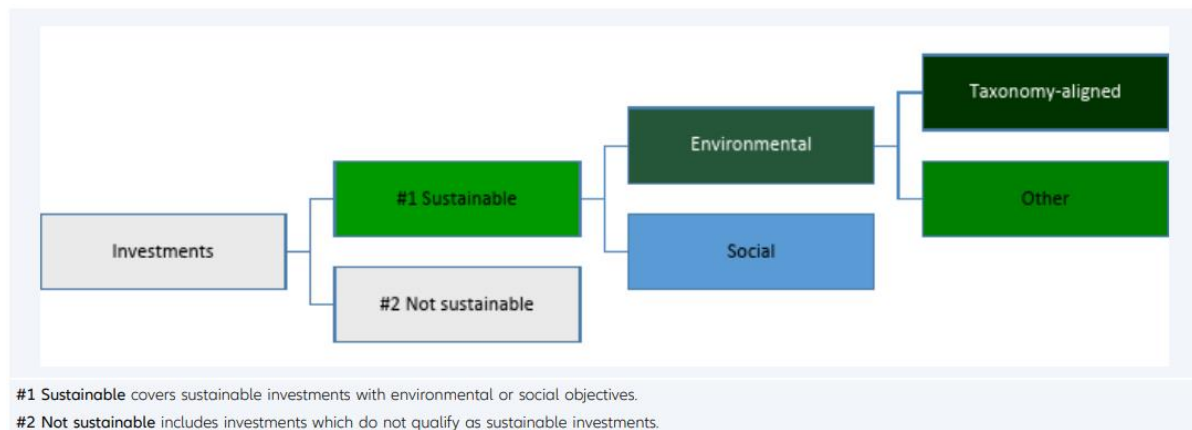 Taxonomy-aligned
Environmental
#1 Sustainable
Other
Investments
Social
#2 Not sustainable
#1 Sustainable covers sustainable investments with environmental or social objectives.
#2 Not sustainable includes investments which do not qualify as sustainable investments.